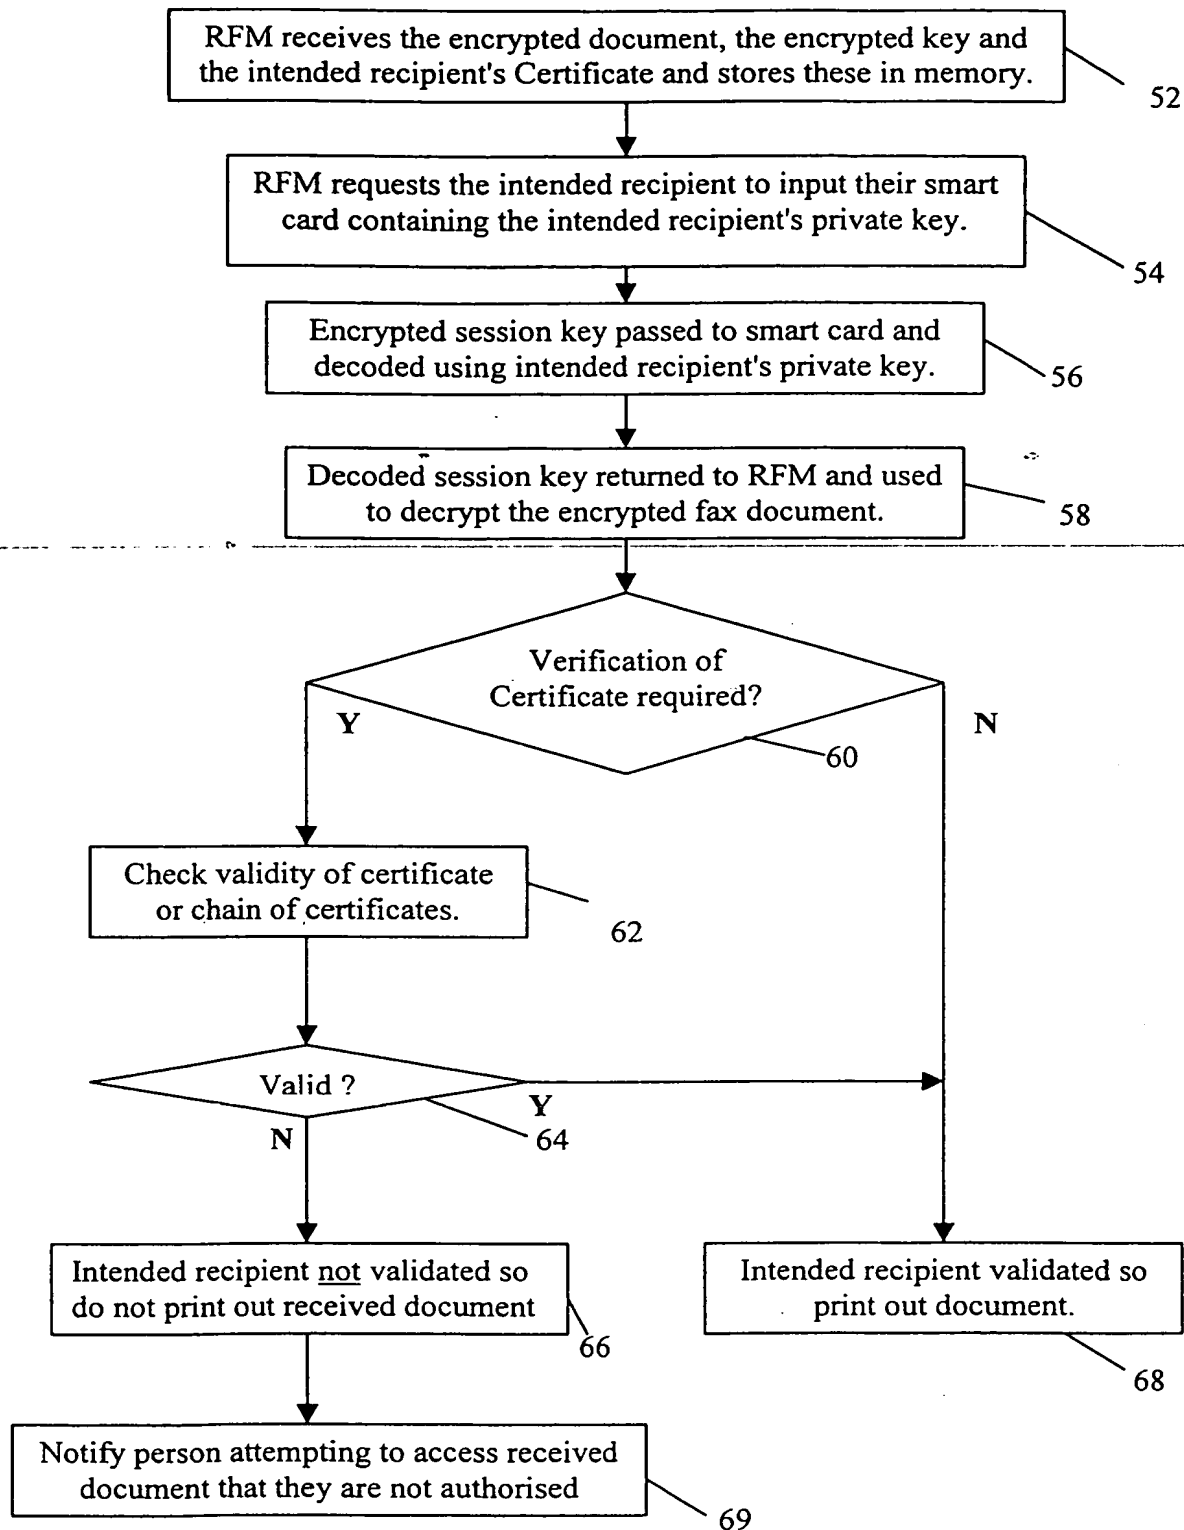 RFM receives the encrypted document, the encrypted key and
the intended recipient's Certificate and stores these in memory.
52
RFM requests the intended recipient to input their smart
card containing the intended recipient's private key.
54
Encrypted session key passed to smart card and
decoded using intended recipient's private key.
56
Decoded session key returned to RFM and used
to decrypt the encrypted fax document.
58
Verification of
Certificate required?
Y
N
60
Check validity of certificate
or chain of certificates.
62
Valid ?
Y
N
64
Intended recipient not validated so
do not print out received document
66
Intended recipient validated so
print out document.
68
Notify person attempting to access received
document that they are not authorised
69